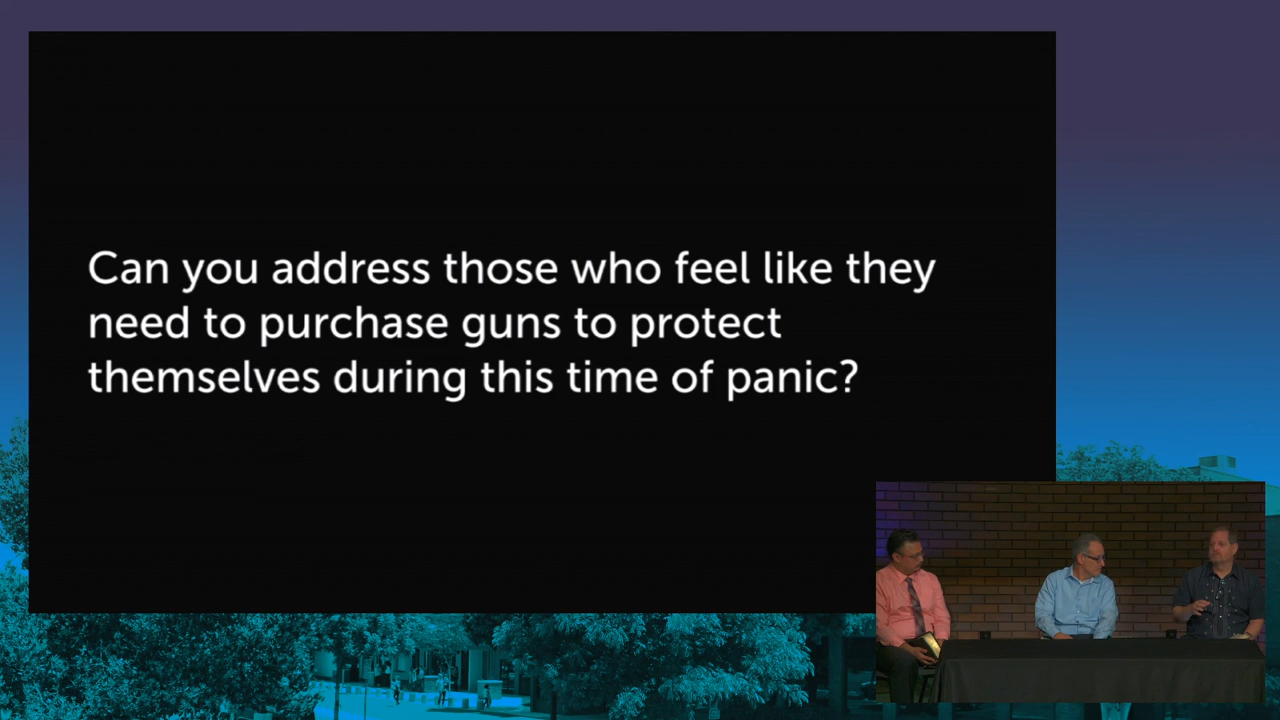 Can you address those who feel like they
need to purchase guns to protect
themselves during this time of panic?